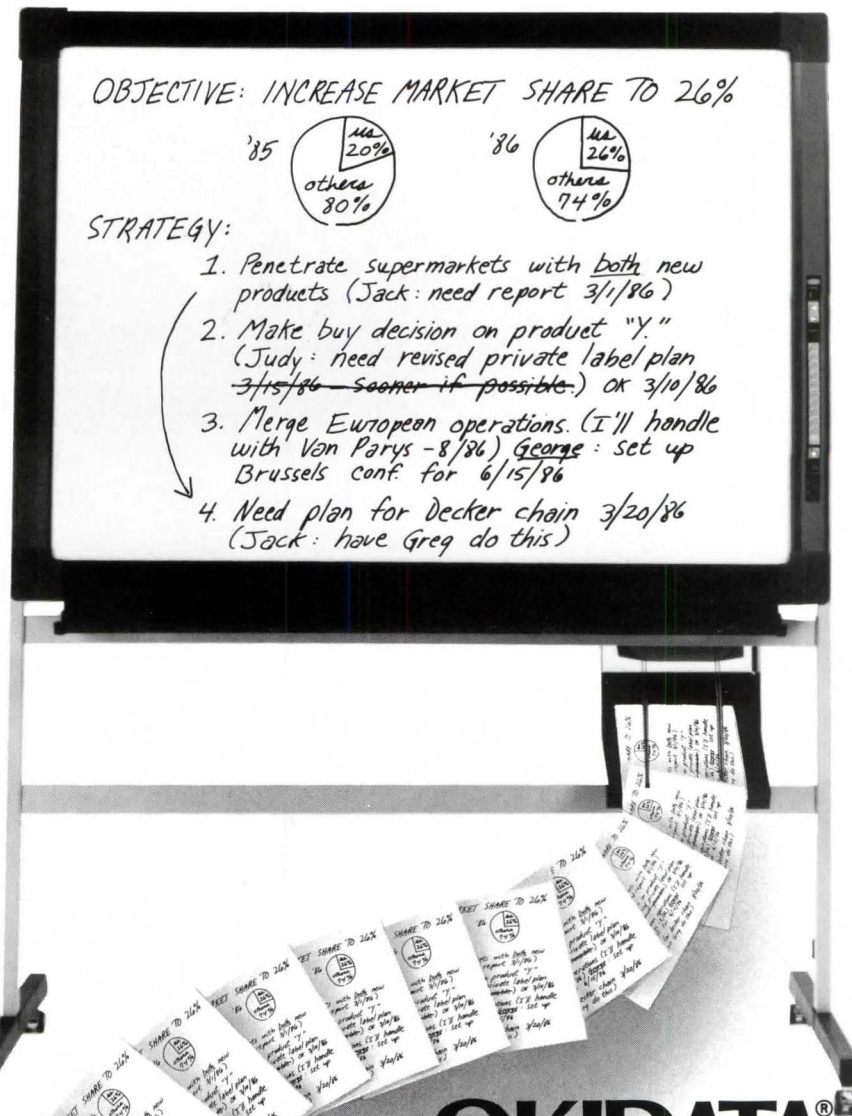 OBJECTIVE: INCREASE MARKET SHARE TO 26%
'85 us 20% others 80% '86 us 26% others 74%
STRATEGY:
1. Penetrate supermarkets with both new
products (Jack: need report 3/1/86)
2. Make buy decision on product "Y."
(Judy: need revised private label plan
3/15/86 - Sooner if possible.) OK 3/10/86
3. Merge European operations. (I'll handle
with Van Parys - 8/86) George: set up
Brussels conf. for 6/15/86
4. Need plan for Decker chain 3/20/86
(Jack: have Greg do this)
OKIDATA®